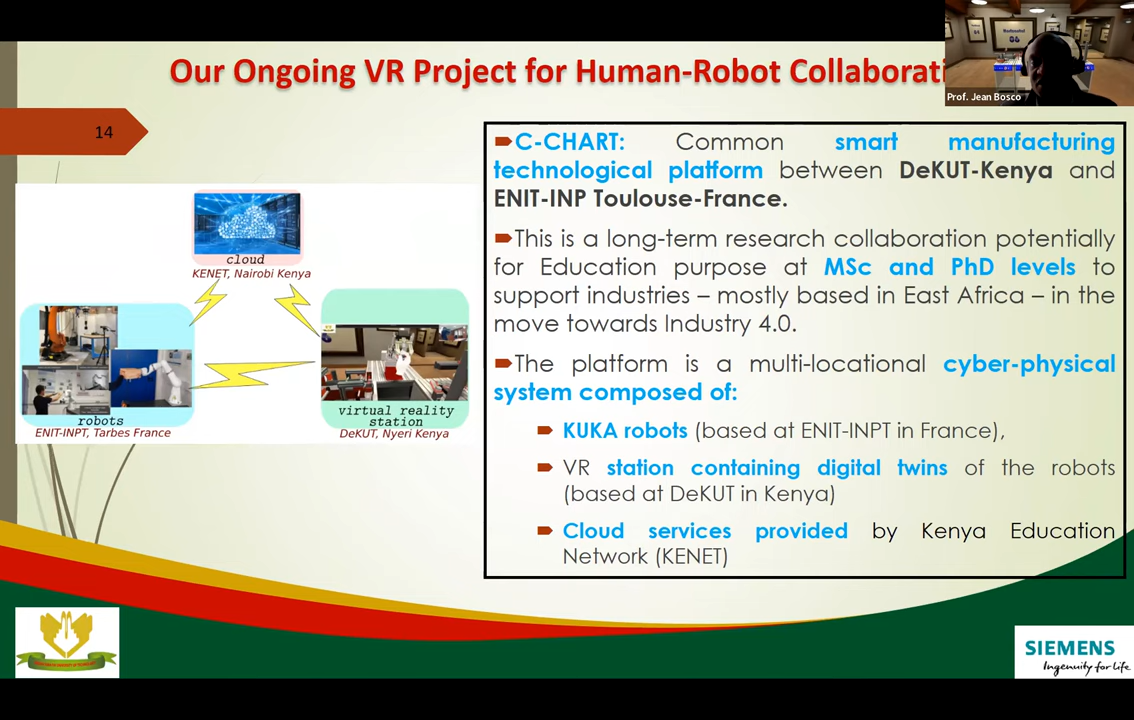 Our Ongoing VR Project for Human-Robot Collaborati
Prof. Jean Bosco
14
cloud
KENET, Nairobi Kenya
robots
ENIT-INPT, Tarbes France
virtual reality
station
DeKUT, Nyeri Kenya
C-CHART: Common smart manufacturing
technological platform between DeKUT-Kenya and
ENIT-INP Toulouse-France.
This is a long-term research collaboration potentially
for Education purpose at MSc and PhD levels to
support industries – mostly based in East Africa – in the
move towards Industry 4.0.
The platform is a multi-locational cyber-physical
system composed of:
KUKA robots (based at ENIT-INPT in France),
VR station containing digital twins of the robots
(based at DeKUT in Kenya)
Cloud services provided by Kenya Education
Network (KENET)
SIEMENS
Ingenuity for Life